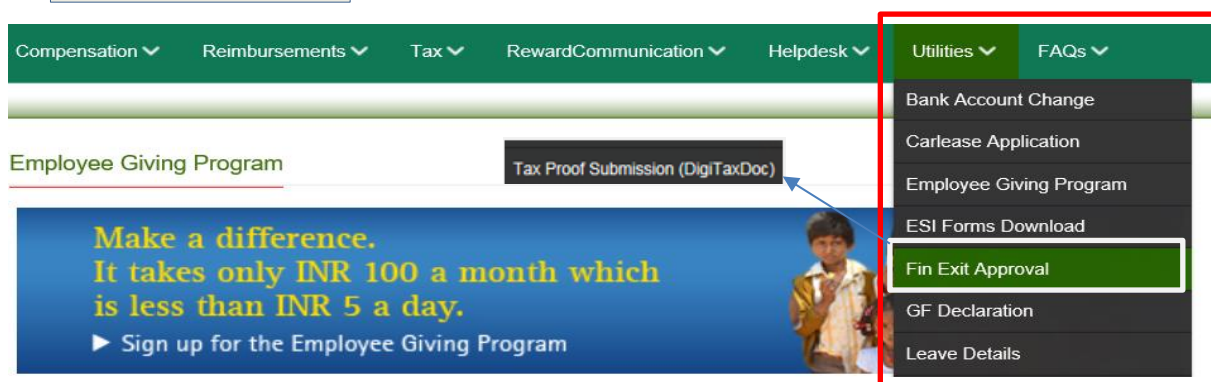 Compensation Reimbursements Tax RewardCommunication Helpdesk Utilities FAQs
Bank Account Change
Carlease Application
Employee Giving Program
ESI Forms Download
Fin Exit Approval
GF Declaration
Leave Details
Employee Giving Program
Tax Proof Submission (DigiTaxDoc)
Make a difference.
It takes only INR 100 a month which
is less than INR 5 a day.
► Sign up for the Employee Giving Program